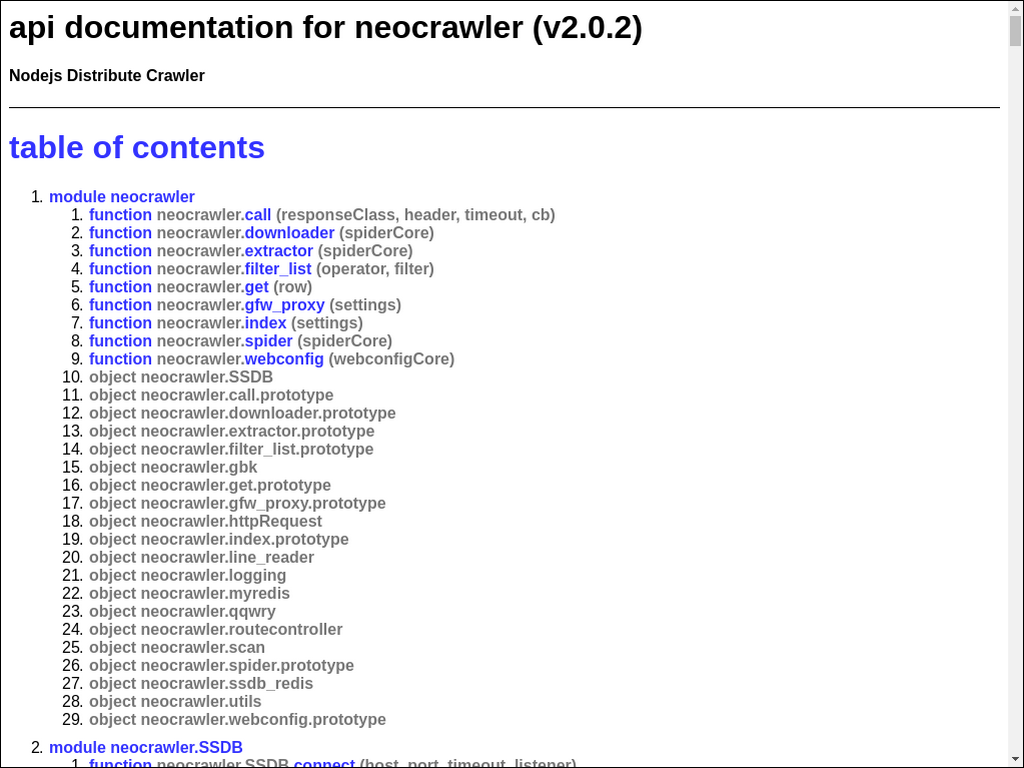 api documentation for neocrawler (v2.0.2)
Nodejs Distribute Crawler
table of contents
1. module neocrawler
1. function neocrawler.call (responseClass, header, timeout, cb)
2. function neocrawler.downloader (spiderCore)
3. function neocrawler.extractor (spiderCore)
4. function neocrawler.filter_list (operator, filter)
5. function neocrawler.get (row)
6. function neocrawler.gfw_proxy (settings)
7. function neocrawler.index (settings)
8. function neocrawler.spider (spiderCore)
9. function neocrawler.webconfig (webconfigCore)
10. object neocrawler.SSDB
11. object neocrawler.call.prototype
12. object neocrawler.downloader.prototype
13. object neocrawler.extractor.prototype
14. object neocrawler.filter_list.prototype
15. object neocrawler.gbk
16. object neocrawler.get.prototype
17. object neocrawler.gfw_proxy.prototype
18. object neocrawler.httpRequest
19. object neocrawler.index.prototype
20. object neocrawler.line_reader
21. object neocrawler.logging
22. object neocrawler.myredis
23. object neocrawler.qqwry
24. object neocrawler.routecontroller
25. object neocrawler.scan
26. object neocrawler.spider.prototype
27. object neocrawler.ssdb_redis
28. object neocrawler.utils
29. object neocrawler.webconfig.prototype
2. module neocrawler.SSDB
1. function neocrawler.SSDB.connect (host, port, timeout, listener)